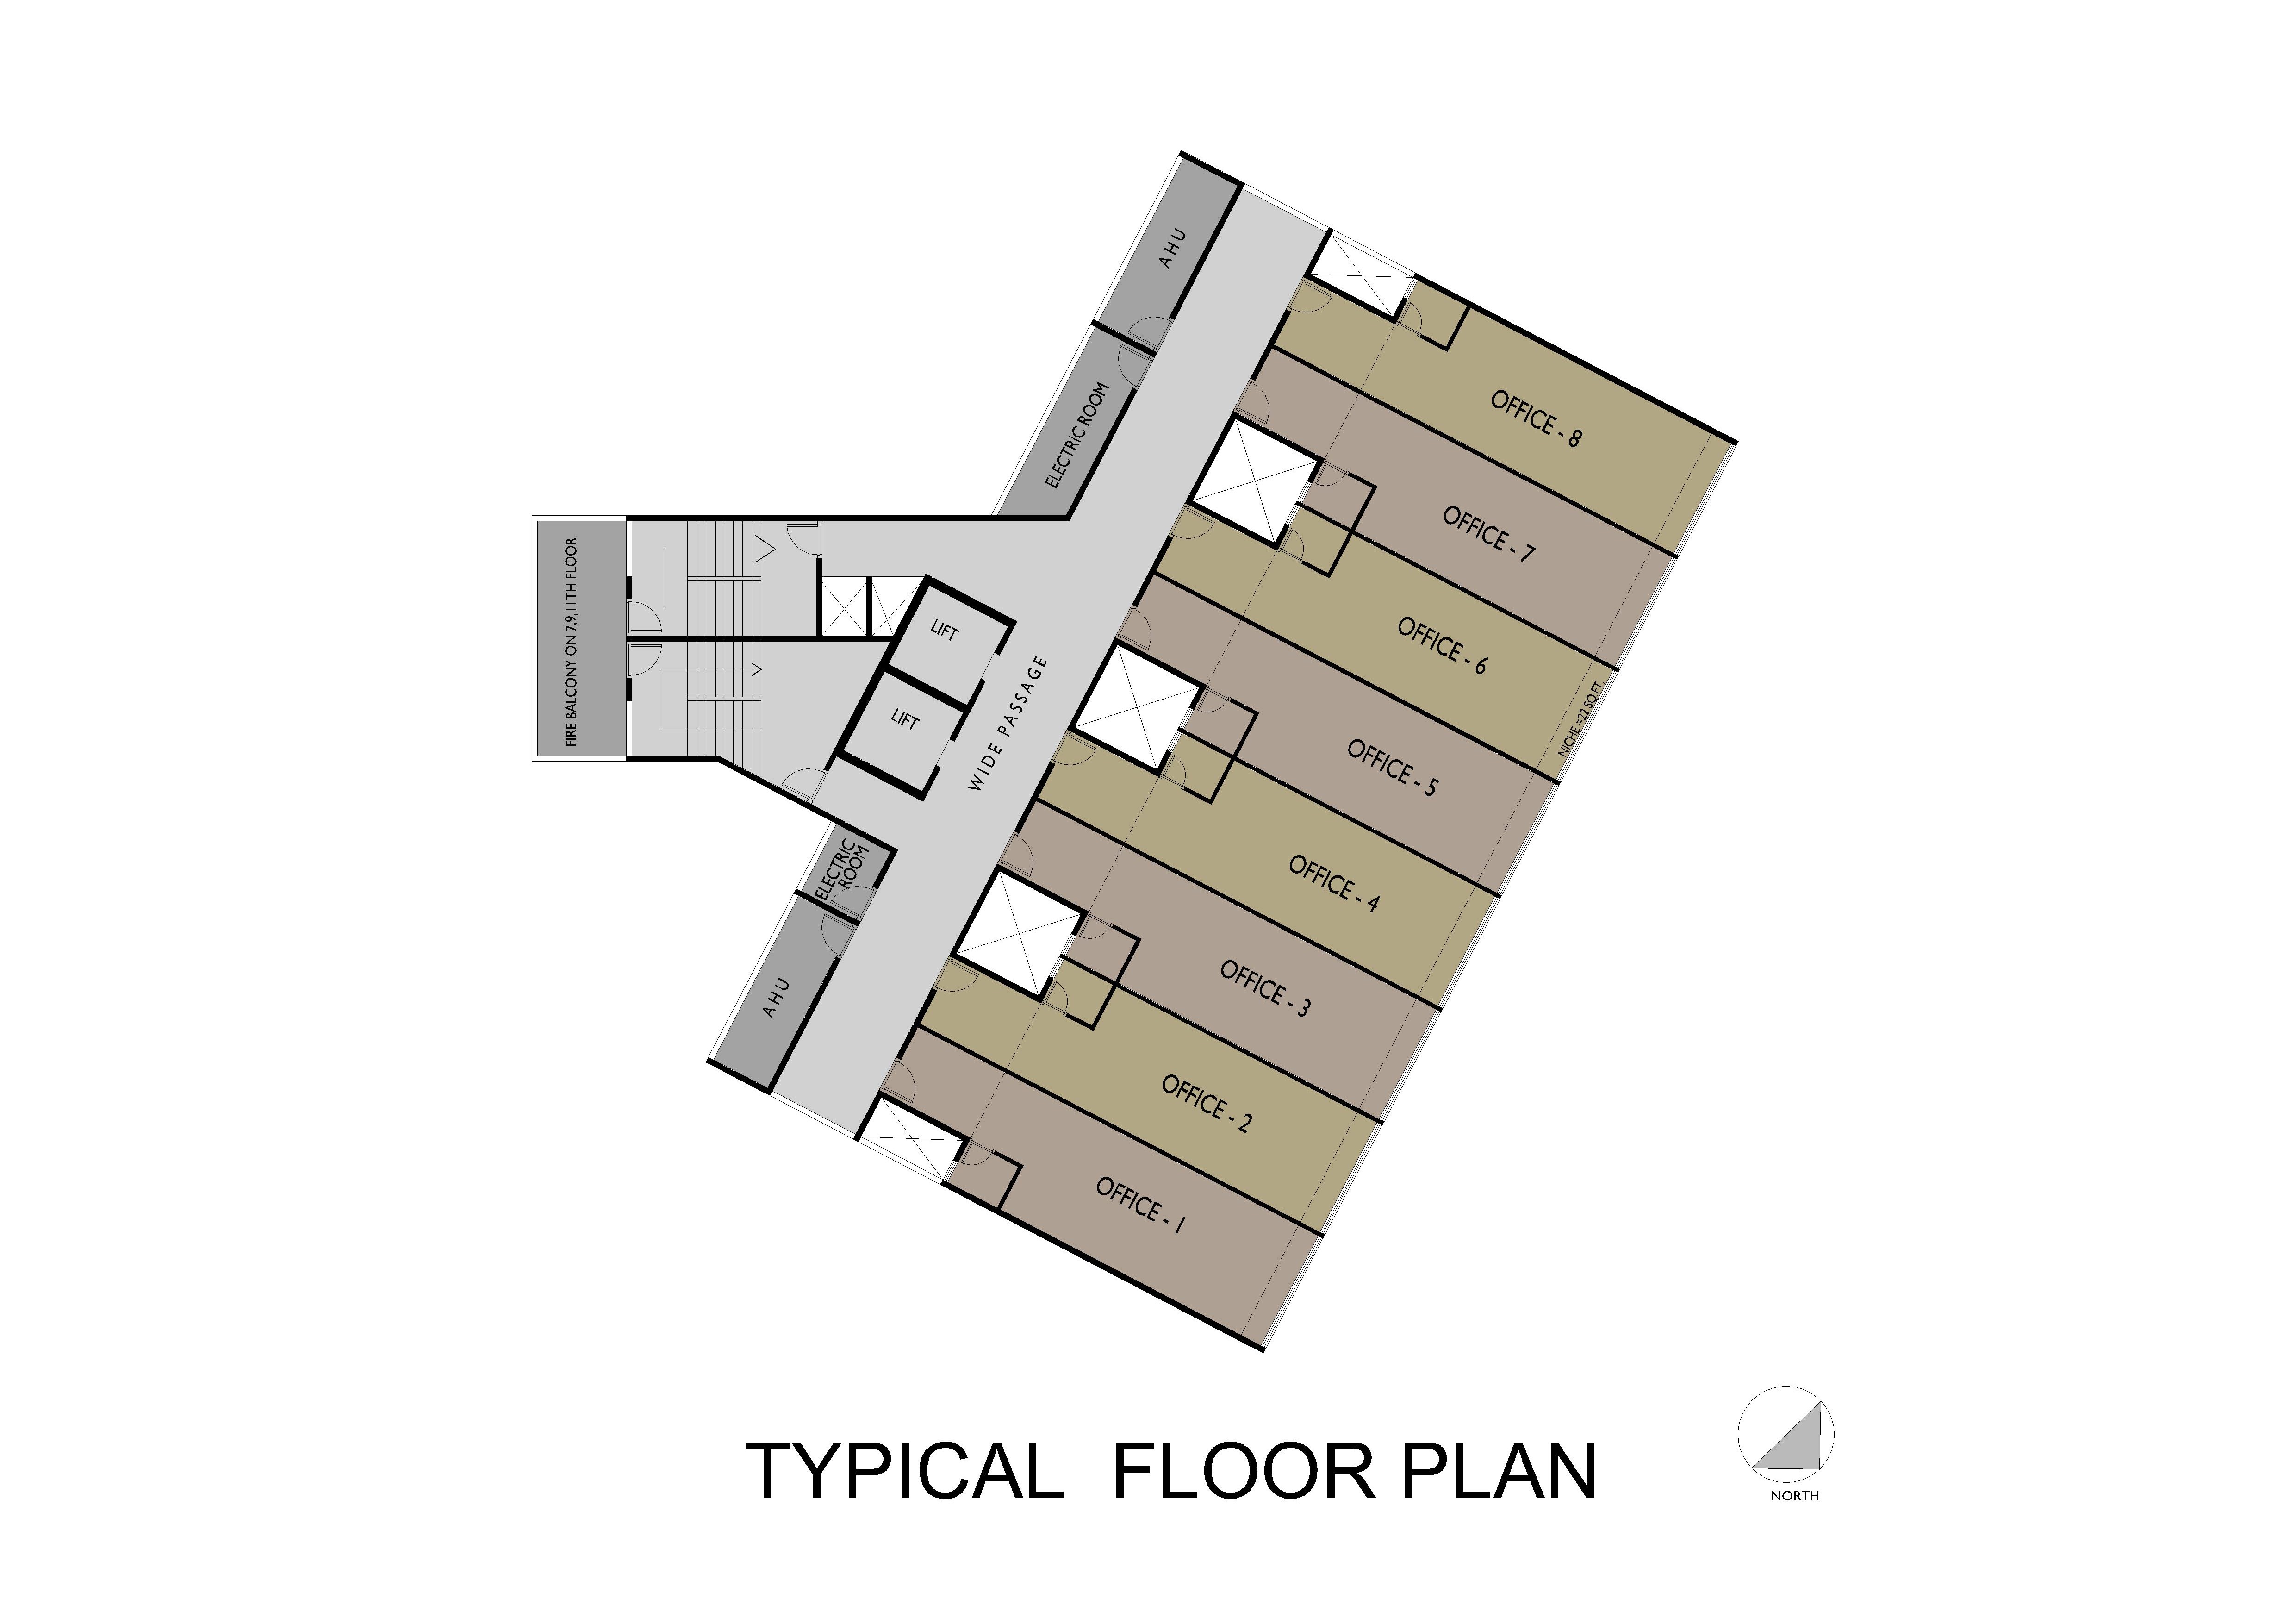 AHU
ELECTRIC ROOM
OFFICE - 8
OFFICE - 7
FIRE BALCONY ON 7,9,11TH FLOOR
LIFT
OFFICE - 6
LIFT
WIDE PASSAGE
NICHE =22 SQ.FT.
OFFICE - 5
ELECTRIC
ROOM
OFFICE - 4
AHU
OFFICE - 3
OFFICE - 2
OFFICE - 1
TYPICAL FLOOR PLAN
NORTH